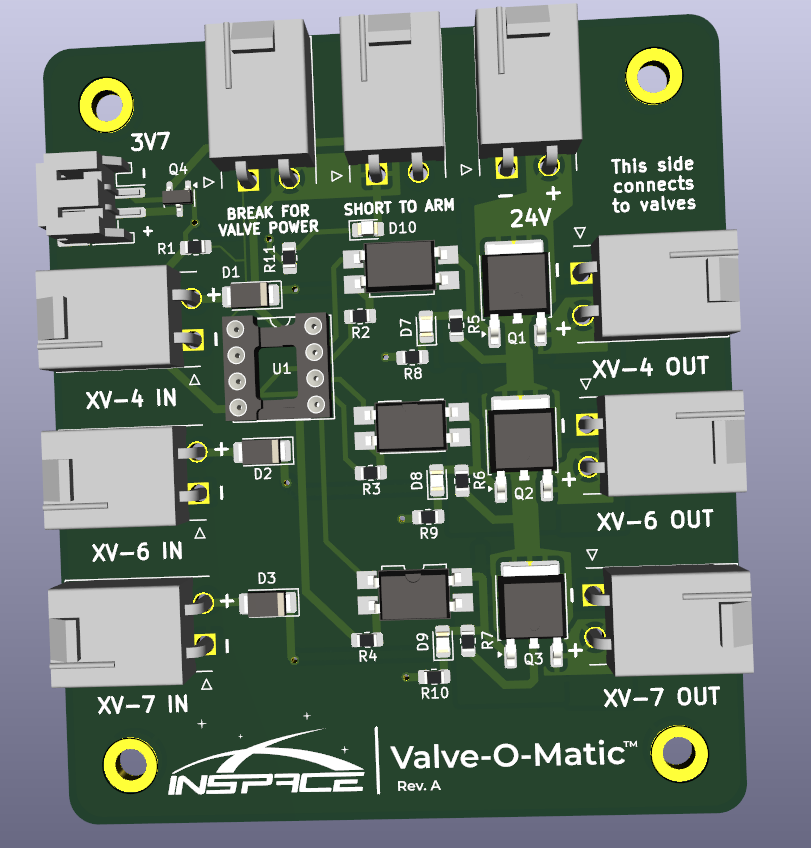 3V7
Q4
-
+
R1
BREAK FOR
VALVE POWER
SHORT TO ARM
- +
24V
This side
connects
to valves
D10
R11
D1
+
-
XV-4 IN
U1
R2
D7
R5
R8
Q1
-
+
XV-4 OUT
D2
+
-
XV-6 IN
R3
D8
R6
R9
Q2
-
+
XV-6 OUT
D3
+
-
XV-7 IN
R4
D9
R7
R10
Q3
-
+
XV-7 OUT
INSPACE
Valve-O-Matic™
Rev. A